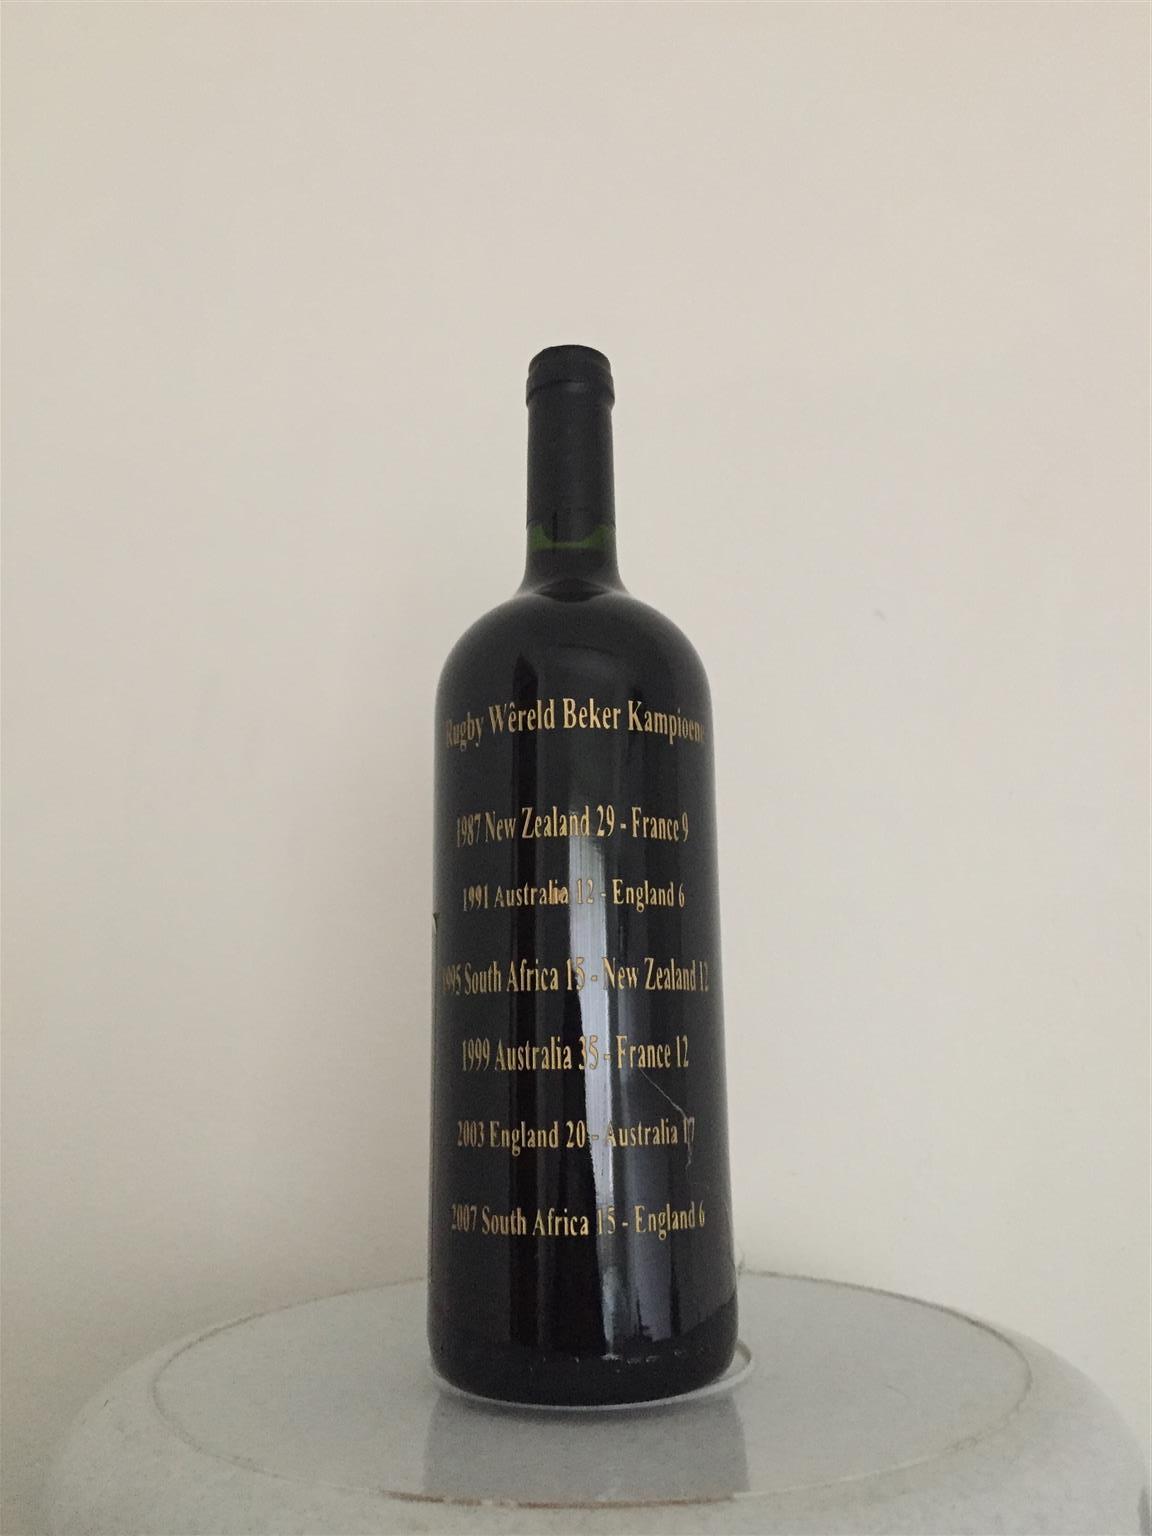 Rugby Wêreld Beker Kampioene
1987 New Zealand 29 - France 9
1991 Australia 12 - England 6
1995 South Africa 15 - New Zealand 12
1999 Australia 35 - France 12
2003 England 20 - Australia 17
2007 South Africa 15 - England 6